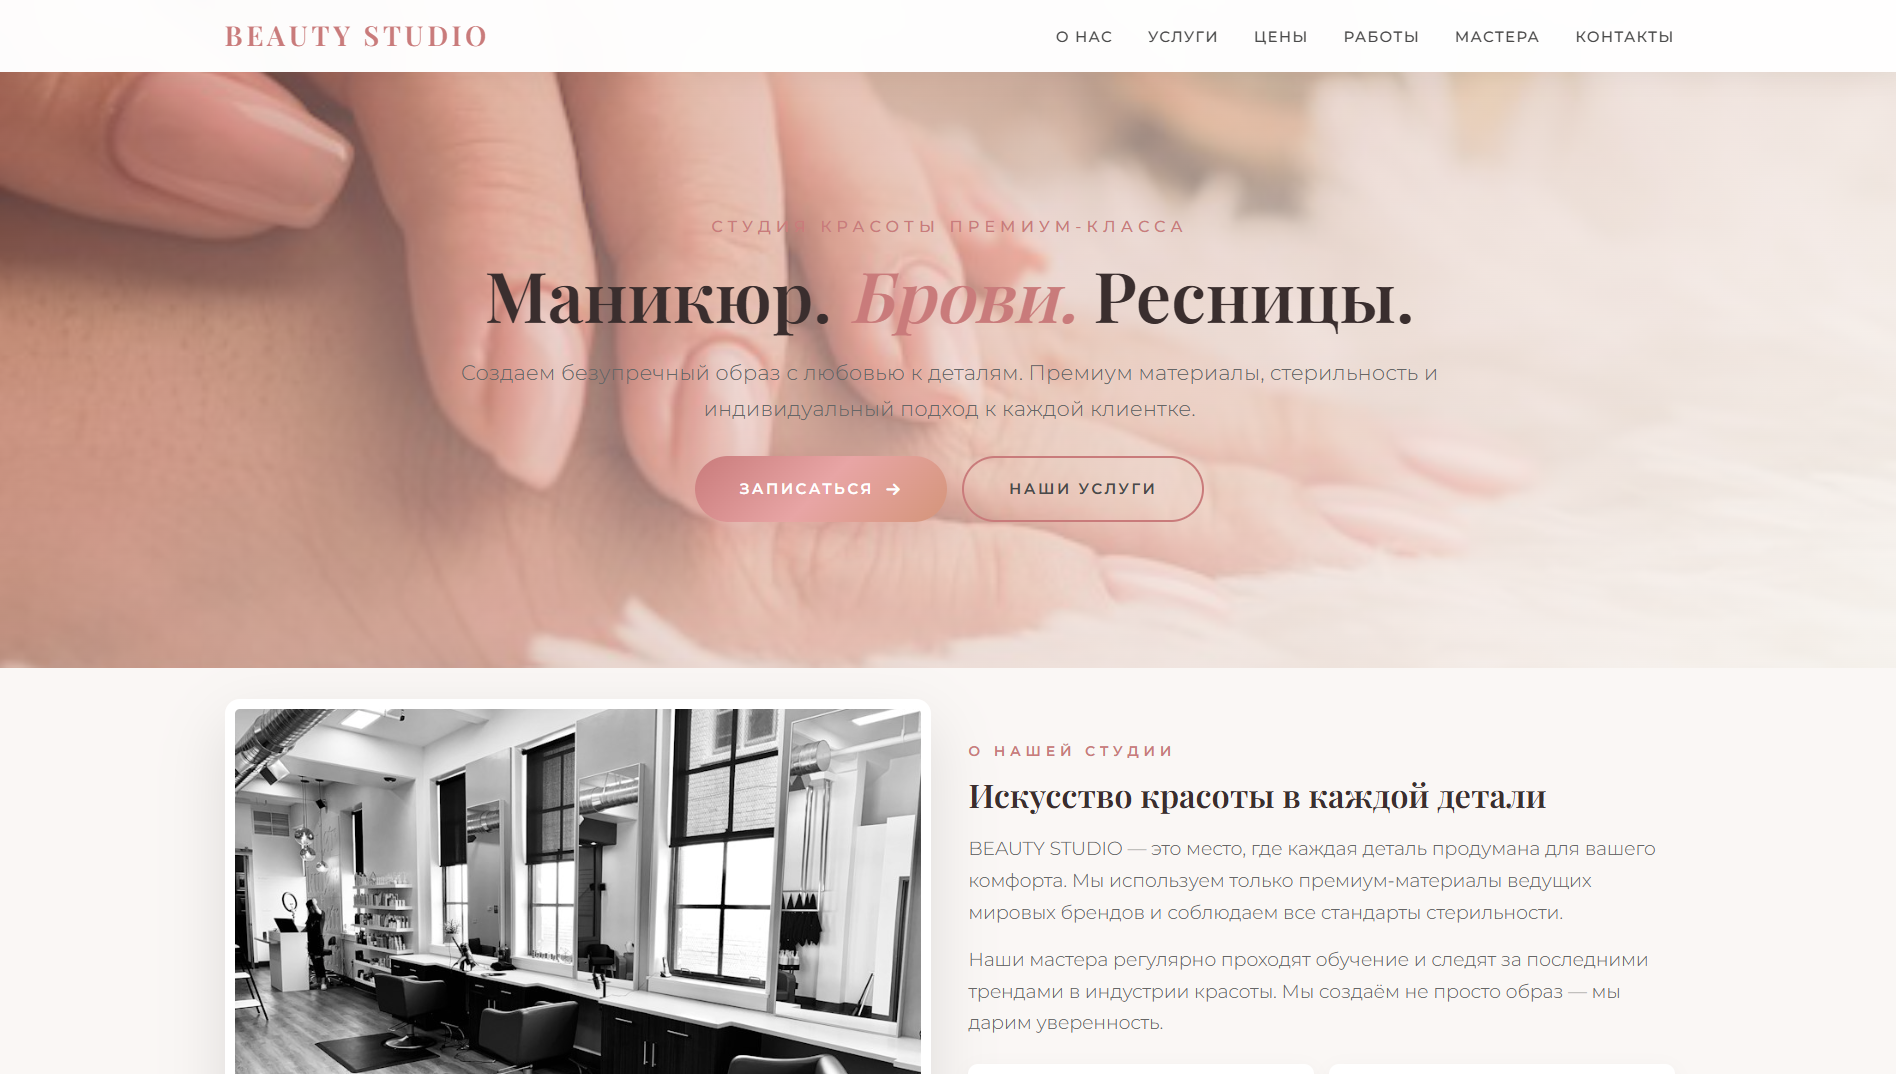 BEAUTY STUDIO
О НАС УСЛУГИ ЦЕНЫ РАБОТЫ МАСТЕРА КОНТАКТЫ
СТУДИЯ КРАСОТЫ ПРЕМИУМ-КЛАССА
Маникюр. Брови. Ресницы.
Создаем безупречный образ с любовью к деталям. Премиум материалы, стерильность и
индивидуальный подход к каждой клиентке.
ЗАПИСАТЬСЯ →
НАШИ УСЛУГИ
О НАШЕЙ СТУДИИ
Искусство красоты в каждой детали
BEAUTY STUDIO — это место, где каждая деталь продумана для вашего
комфорта. Мы используем только премиум-материалы ведущих
мировых брендов и соблюдаем все стандарты стерильности.
Наши мастера регулярно проходят обучение и следят за последними
трендами в индустрии красоты. Мы создаём не просто образ — мы
дарим уверенность.